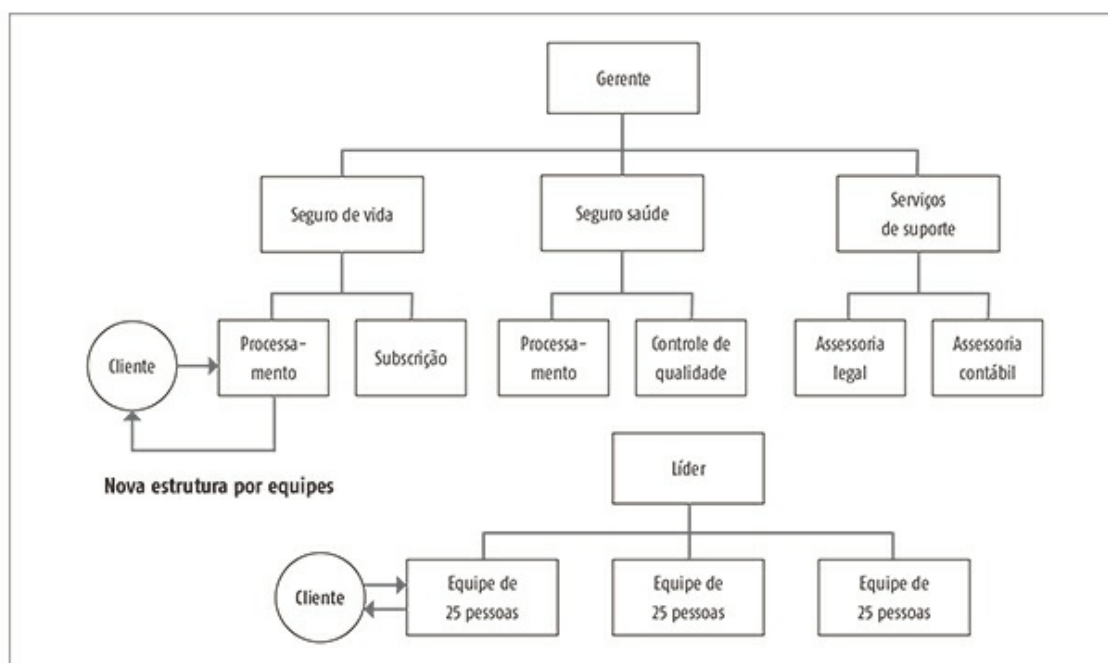 Gerente
Seguro de vida
Seguro saúde
Serviços
de suporte
Cliente
Processa-
mento
Subscrição
Processa-
mento
Controle de
qualidade
Assessoria
legal
Assessoria
contábil
Nova estrutura por equipes
Líder
Cliente
Equipe de
25 pessoas
Equipe de
25 pessoas
Equipe de
25 pessoas